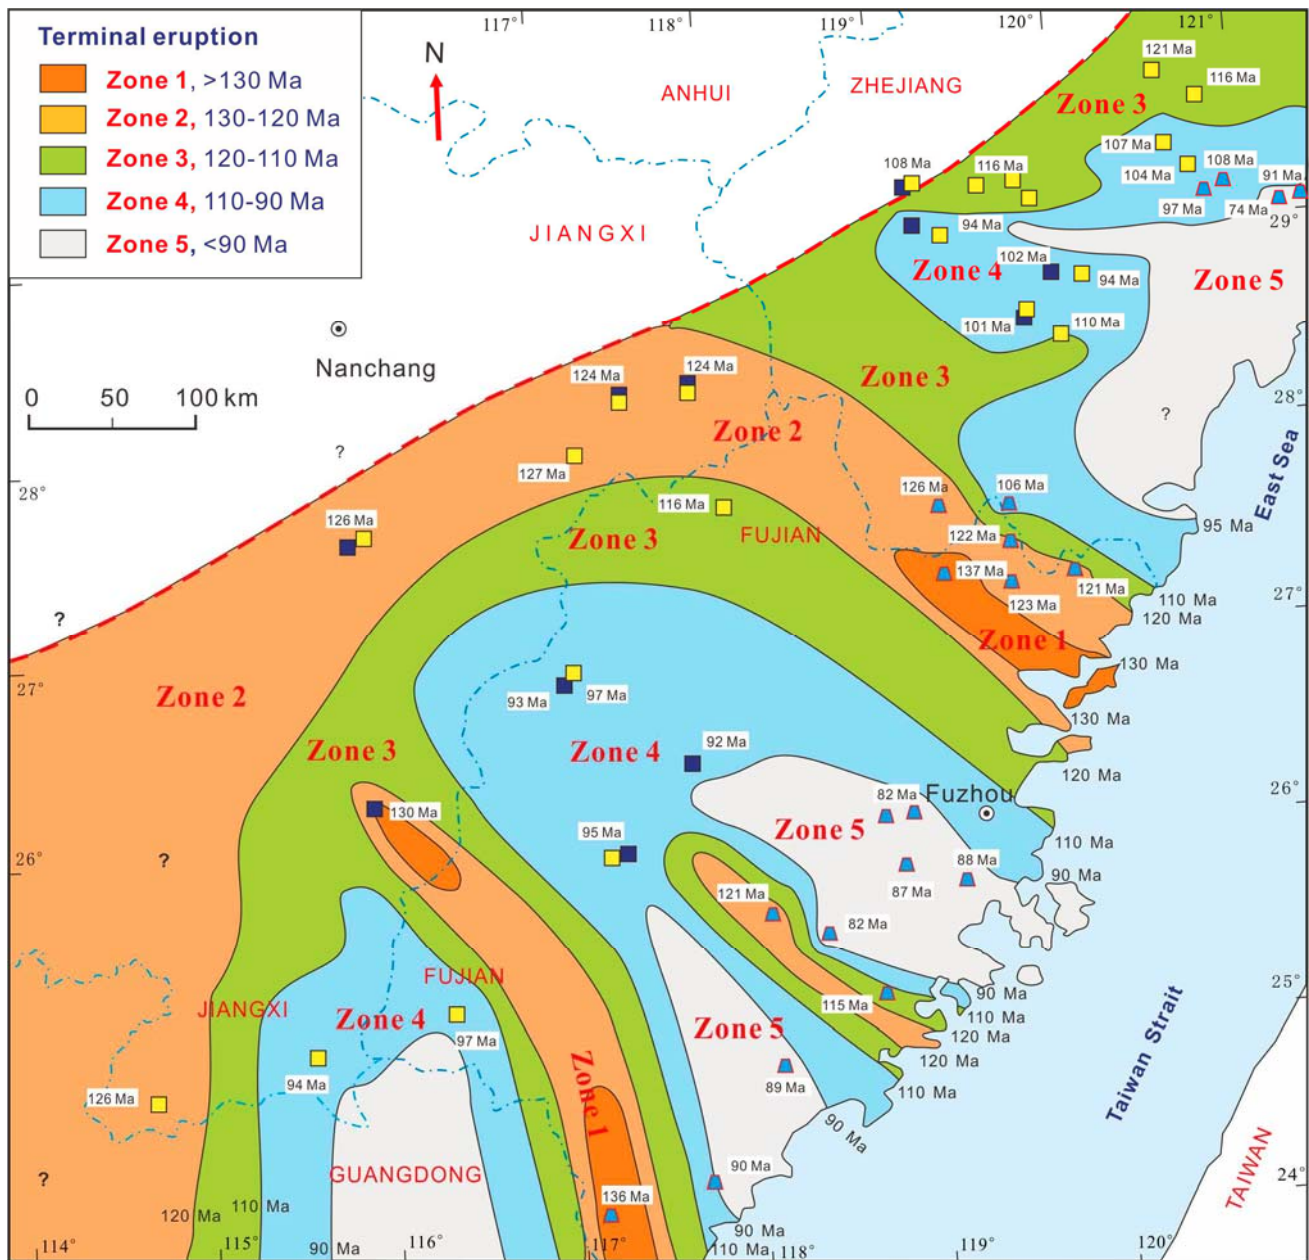 Terminal eruption
Zone 1, >130 Ma
Zone 2, 130-120 Ma
Zone 3, 120-110 Ma
Zone 4, 110-90 Ma
Zone 5, <90 Ma
117°
118°
119°
120°
121°
N
ANHUI
ZHEJIANG
121 Ma
116 Ma
Zone 3
107 Ma
108 Ma
104 Ma
91 Ma
97 Ma
74 Ma
29°
108 Ma
116 Ma
JIANGXI
94 Ma
102 Ma
Zone 4
94 Ma
Zone 5
101 Ma
110 Ma
Nanchang
0 50 100 km
124 Ma
124 Ma
Zone 3
28°
?
Zone 2
?
127 Ma
28°
126 Ma
106 Ma
East Sea
116 Ma
126 Ma
Zone 3
FUJIAN
122 Ma
95 Ma
137 Ma
121 Ma
123 Ma
110 Ma
27°
120 Ma
?
Zone 1
130 Ma
27°
Zone 2
93 Ma
97 Ma
130 Ma
Zone 3
Zone 4
92 Ma
120 Ma
26°
82 Ma
Fuzhou
130 Ma
Zone 5
95 Ma
110 Ma
26°
?
88 Ma
90 Ma
87 Ma
121 Ma
82 Ma
FUJIAN
25°
JIANGXI
90 Ma
115 Ma
110 Ma
Zone 4
Zone 5
97 Ma
120 Ma
120 Ma
94 Ma
89 Ma
110 Ma
Zone 1
Taiwan Strait
126 Ma
90 Ma
?
GUANGDONG
90 Ma
TAIWAN
24°
136 Ma
120 Ma
110 Ma
90 Ma
90 Ma
110 Ma
114°
115°
116°
117°
118°
119°
120°